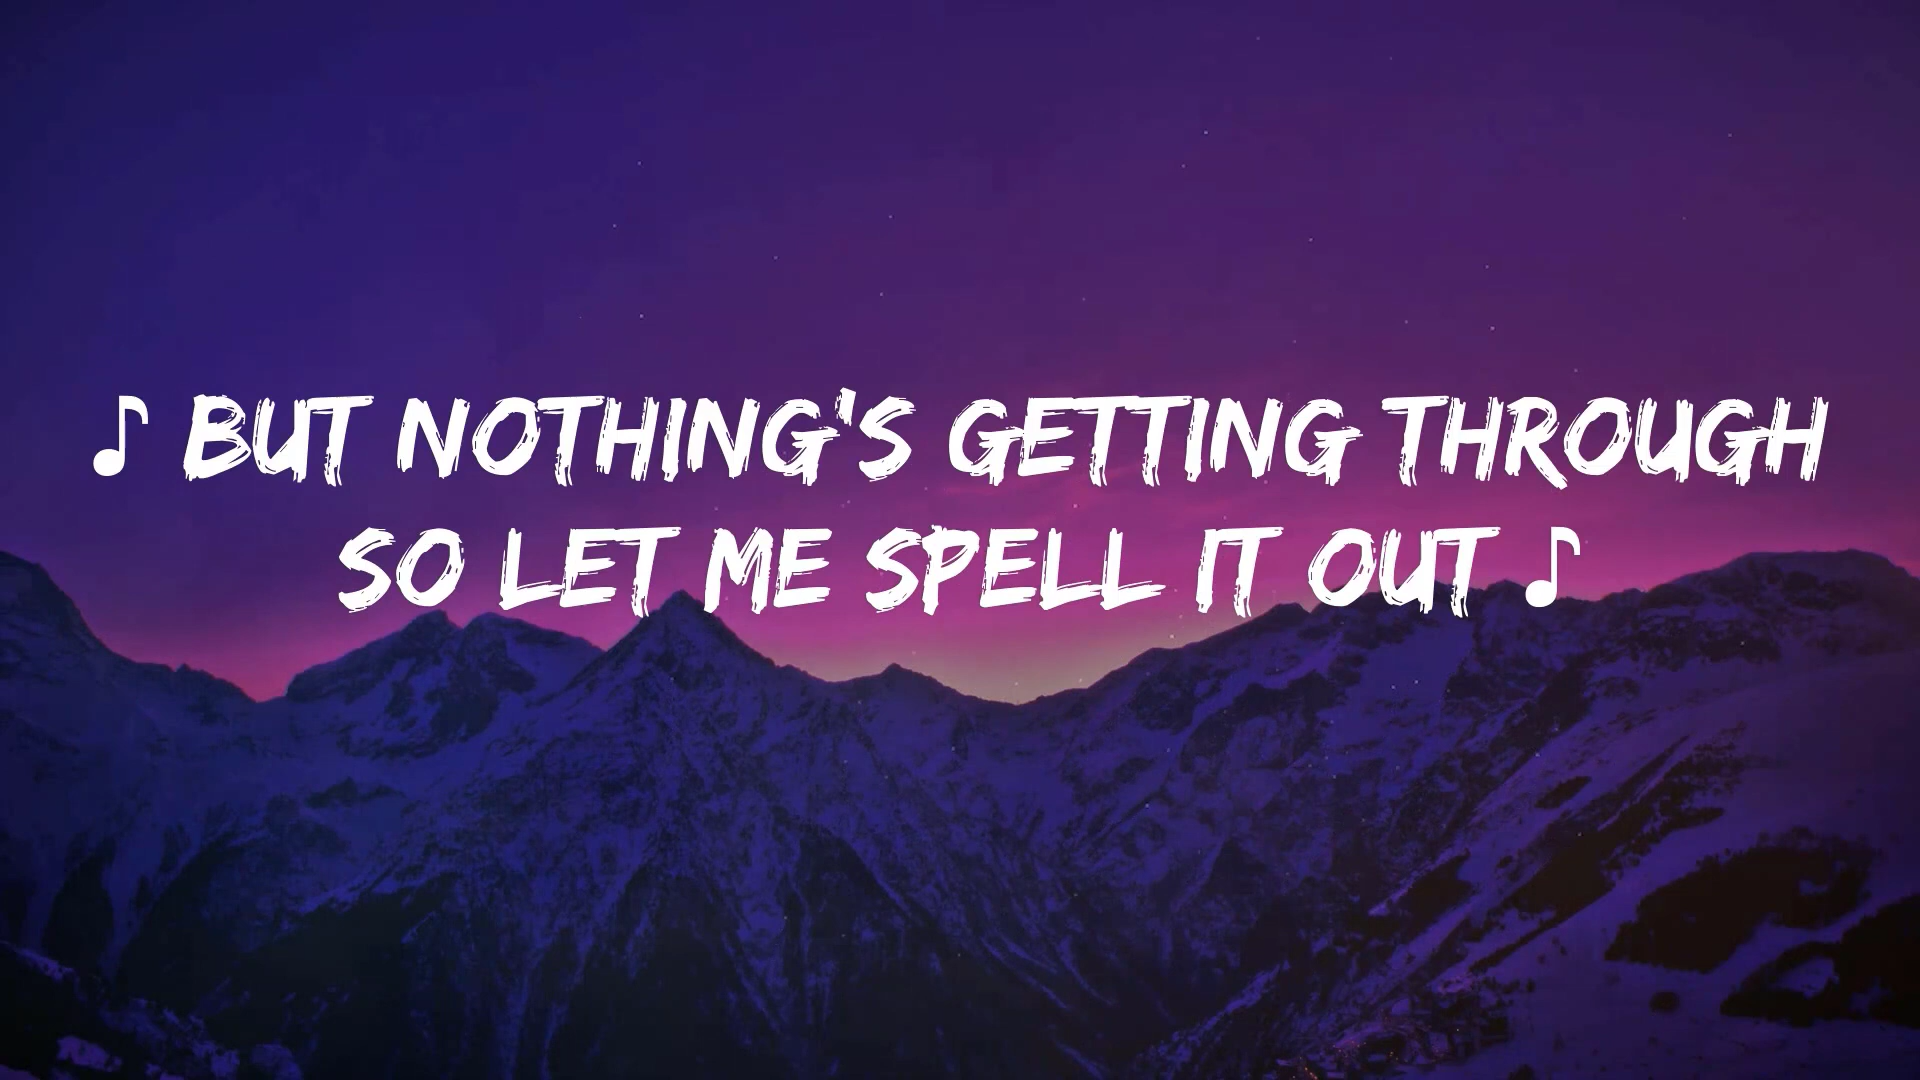 ♪ BUT NOTHING'S GETTING THROUGH
SO LET ME SPELL IT OUT ♪